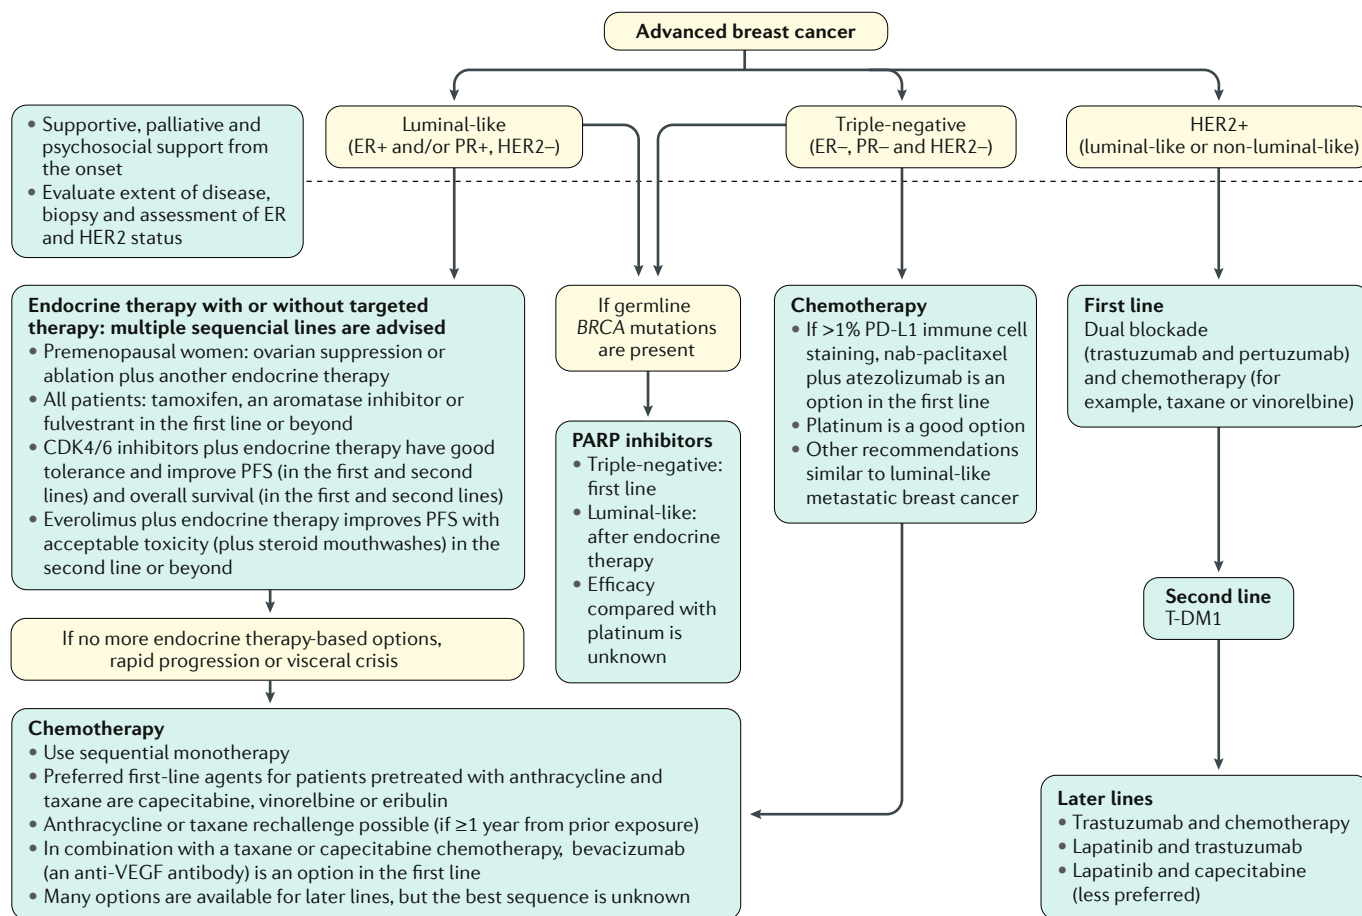 Advanced breast cancer
• Supportive, palliative and
psychosocial support from
the onset
• Evaluate extent of disease,
biopsy and assessment of ER
and HER2 status
Luminal-like
(ER+ and/or PR+, HER2–)
Triple-negative
(ER–, PR– and HER2–)
HER2+
(luminal-like or non-luminal-like)
Endocrine therapy with or without targeted
therapy: multiple sequencial lines are advised
• Premenopausal women: ovarian suppression or
ablation plus another endocrine therapy
• All patients: tamoxifen, an aromatase inhibitor or
fulvestrant in the first line or beyond
• CDK4/6 inhibitors plus endocrine therapy have good
tolerance and improve PFS (in the first and second
lines) and overall survival (in the first and second lines)
• Everolimus plus endocrine therapy improves PFS with
acceptable toxicity (plus steroid mouthwashes) in the
second line or beyond
If germline
BRCA mutations
are present
Chemotherapy
• If >1% PD-L1 immune cell
staining, nab-paclitaxel
plus atezolizumab is an
option in the first line
• Platinum is a good option
• Other recommendations
similar to luminal-like
metastatic breast cancer
First line
Dual blockade
(trastuzumab and pertuzumab)
and chemotherapy (for
example, taxane or vinorelbine)
PARP inhibitors
• Triple-negative:
first line
• Luminal-like:
after endocrine
therapy
• Efficacy
compared with
platinum is
unknown
Second line
T-DM1
If no more endocrine therapy-based options,
rapid progression or visceral crisis
Chemotherapy
• Use sequential monotherapy
• Preferred first-line agents for patients pretreated with anthracycline and
taxane are capecitabine, vinorelbine or eribulin
• Anthracycline or taxane rechallenge possible (if ≥1 year from prior exposure)
• In combination with a taxane or capecitabine chemotherapy, bevacizumab
(an anti-VEGF antibody) is an option in the first line
• Many options are available for later lines, but the best sequence is unknown
Later lines
• Trastuzumab and chemotherapy
• Lapatinib and trastuzumab
• Lapatinib and capecitabine
(less preferred)